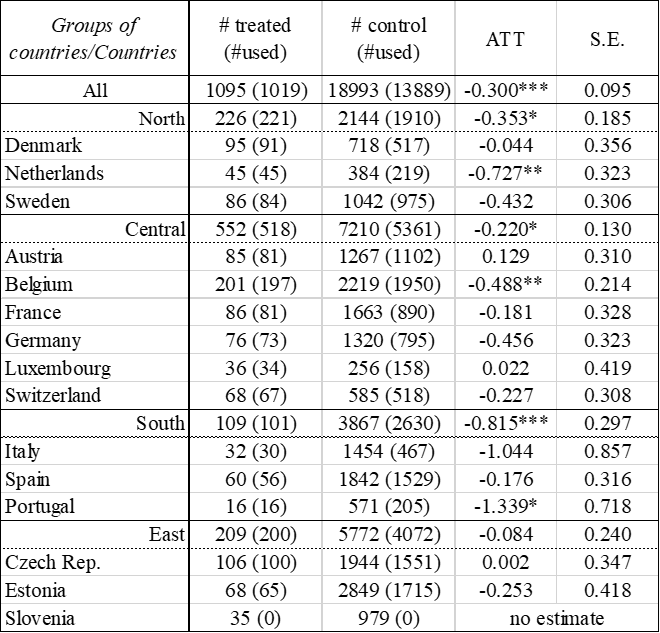 Groups of countries/Countries # treated (#used) # control (#used) ATT S.E.
All 1095 (1019) 18993 (13889) -0.300*** 0.095
North 226 (221) 2144 (1910) -0.353* 0.185
Denmark 95 (91) 718 (517) -0.044 0.356
Netherlands 45 (45) 384 (219) -0.727** 0.323
Sweden 86 (84) 1042 (975) -0.432 0.306
Central 552 (518) 7210 (5361) -0.220* 0.130
Austria 85 (81) 1267 (1102) 0.129 0.310
Belgium 201 (197) 2219 (1950) -0.488** 0.214
France 86 (81) 1663 (890) -0.181 0.328
Germany 76 (73) 1320 (795) -0.456 0.323
Luxembourg 36 (34) 256 (158) 0.022 0.419
Switzerland 68 (67) 585 (518) -0.227 0.308
South 109 (101) 3867 (2630) -0.815*** 0.297
Italy 32 (30) 1454 (467) -1.044 0.857
Spain 60 (56) 1842 (1529) -0.176 0.316
Portugal 16 (16) 571 (205) -1.339* 0.718
East 209 (200) 5772 (4072) -0.084 0.240
Czech Rep. 106 (100) 1944 (1551) 0.002 0.347
Estonia 68 (65) 2849 (1715) -0.253 0.418
Slovenia 35 (0) 979 (0) no estimate